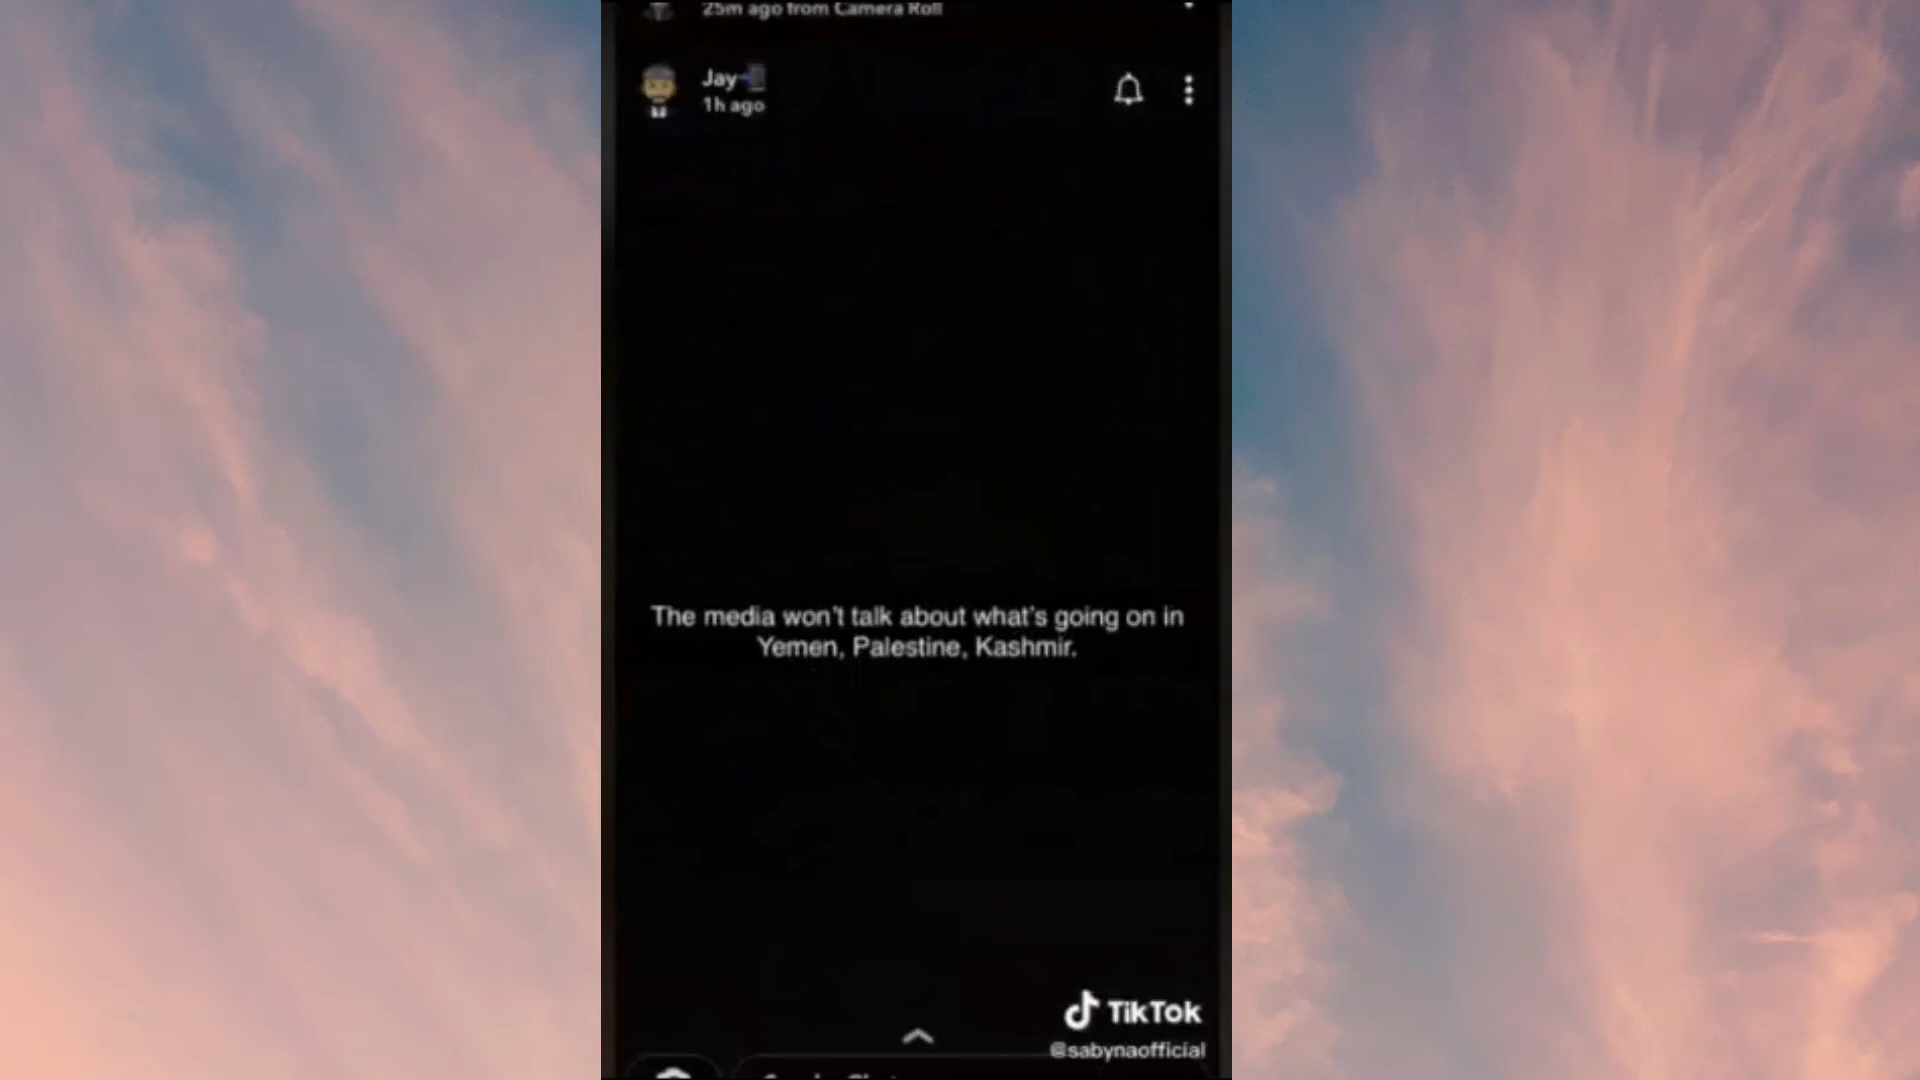 25m ago from Camera Roll
Jay
1h ago
The media won't talk about what's going on in
Yemen, Palestine, Kashmir.
TikTok
@sabynaofficial